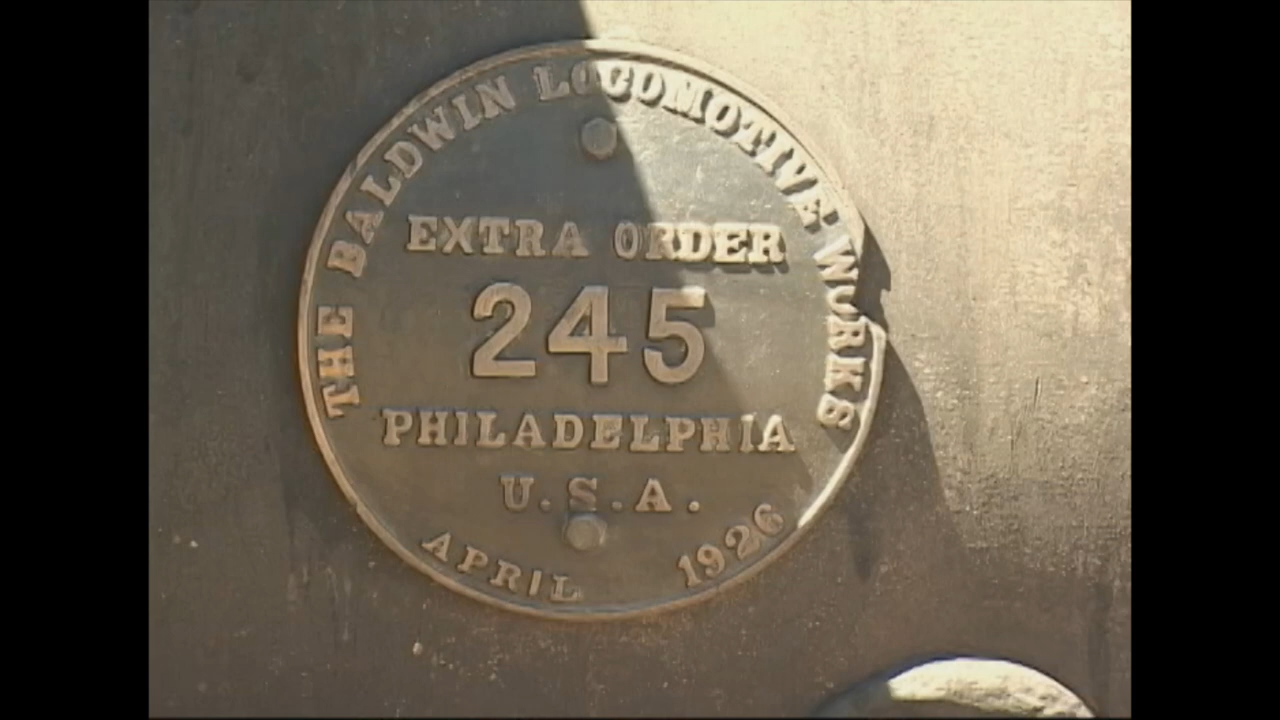 THE BALDWIN LOCOMOTIVE WORKS
EXTRA ORDER
245
PHILADELPHIA
U.S.A.
APRIL 1926